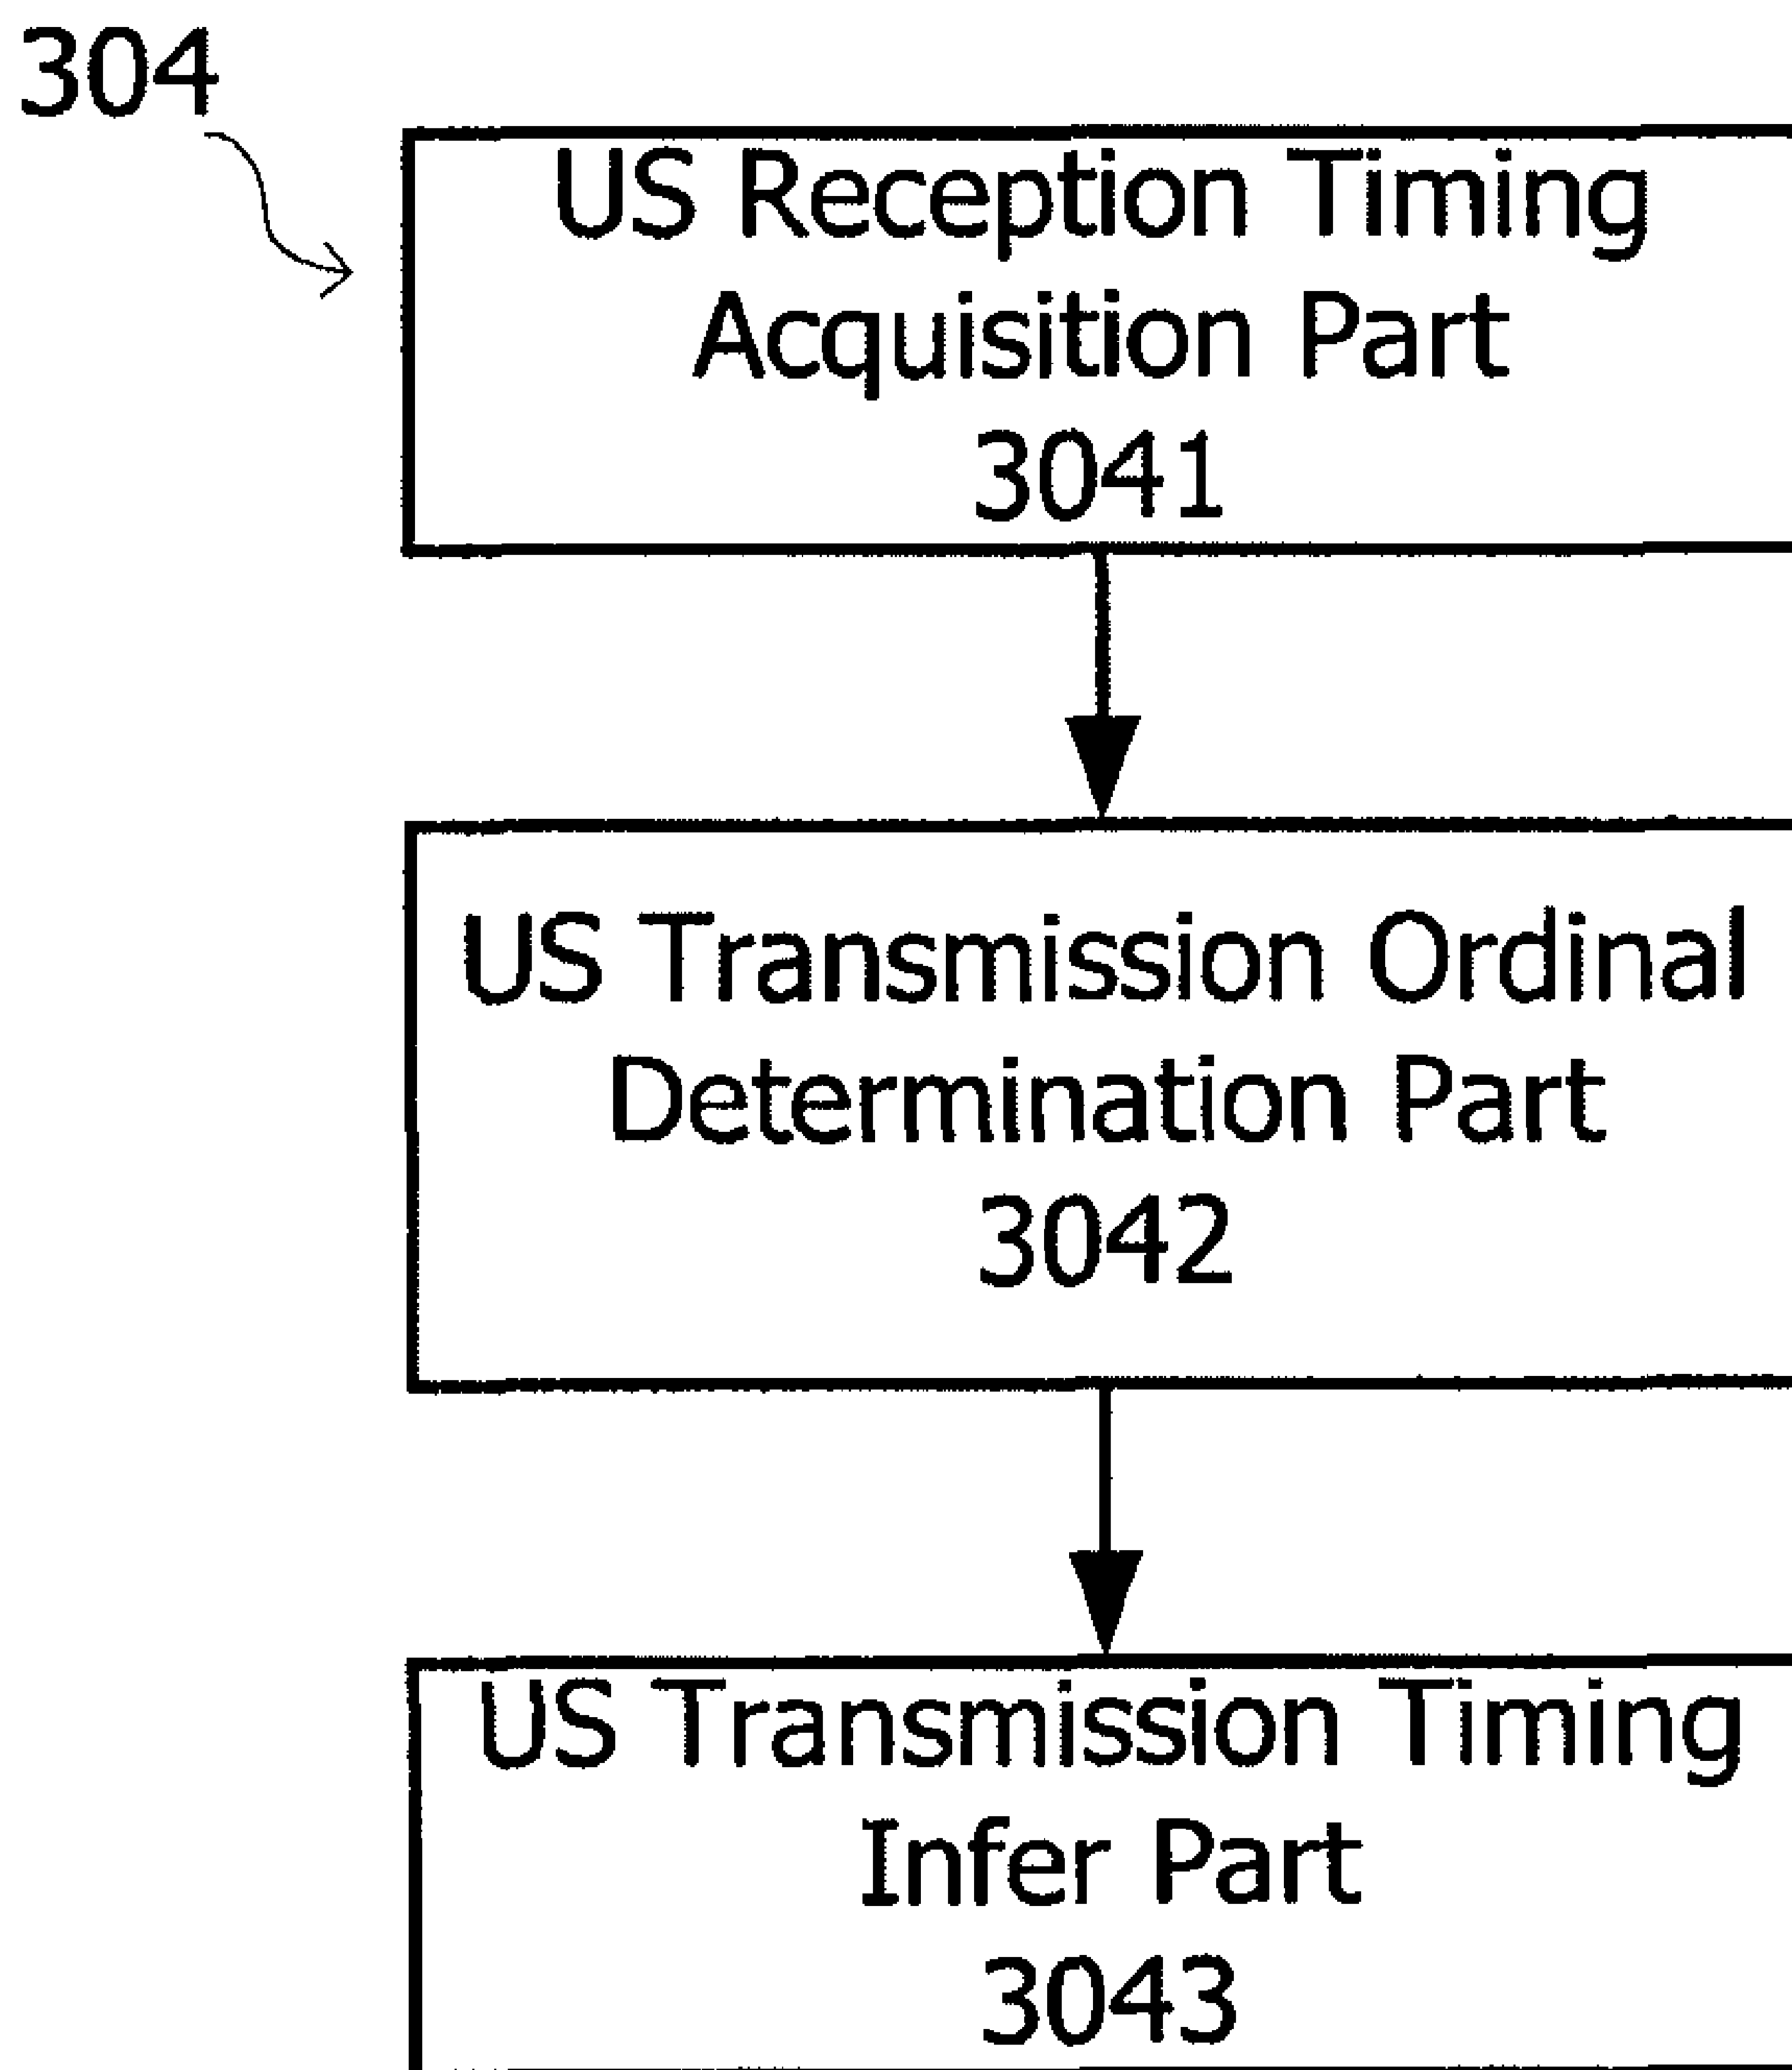 304
US Reception Timing
Acquisition Part
3041
US Transmission Ordinal
Determination Part
3042
US Transmission Timing
Infer Part
3043